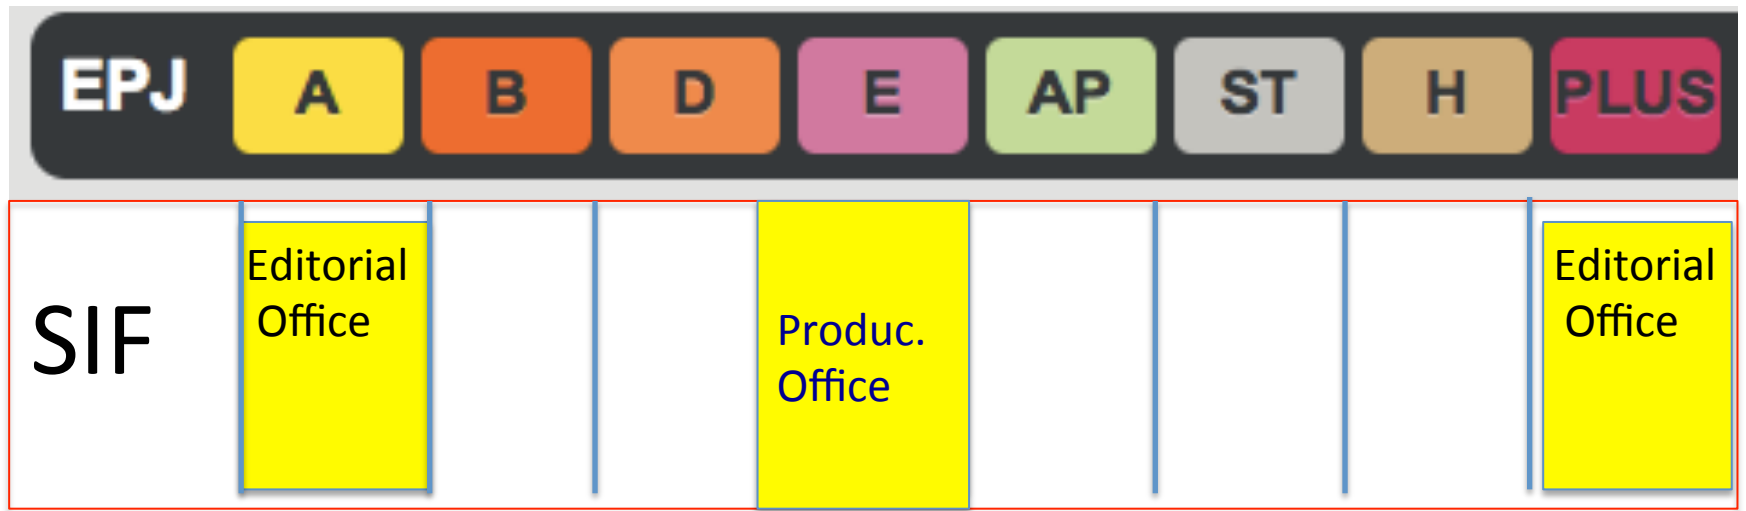 EPJ A B D E AP ST H PLUS
SIF
Editorial
Office
Produc.
Office
Editorial
Office